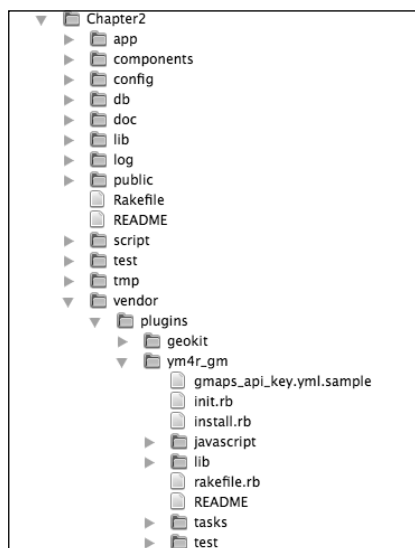 Chapter2
app
components
config
db
doc
lib
log
public
Rakefile
README
script
test
tmp
vendor
plugins
geokit
ym4r_gm
gmaps_api_key.yml.sample
init.rb
install.rb
javascript
lib
rakefile.rb
README
tasks
test